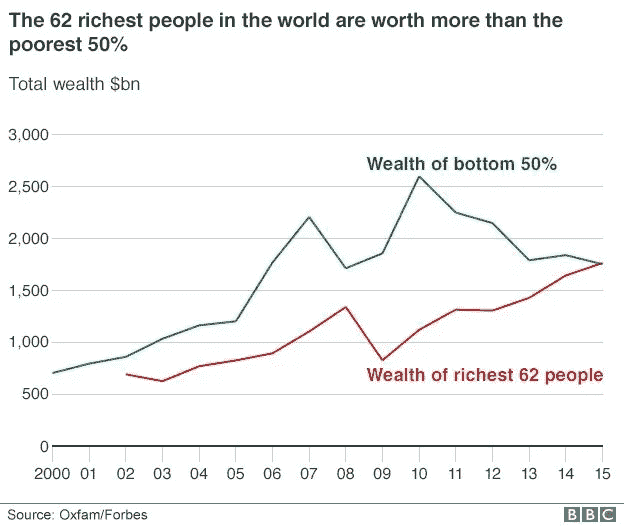 The 62 richest people in the world are worth more than the
poorest 50%
Total wealth $bn
3,000
Wealth of bottom 50%
2,500
2,000
1,500
1,000
Wealth of richest 62 people
500
0
2000 01 02 03 04 05 06 07 08 09 10 11 12 13 14 15
Source: Oxfam/Forbes
BBC